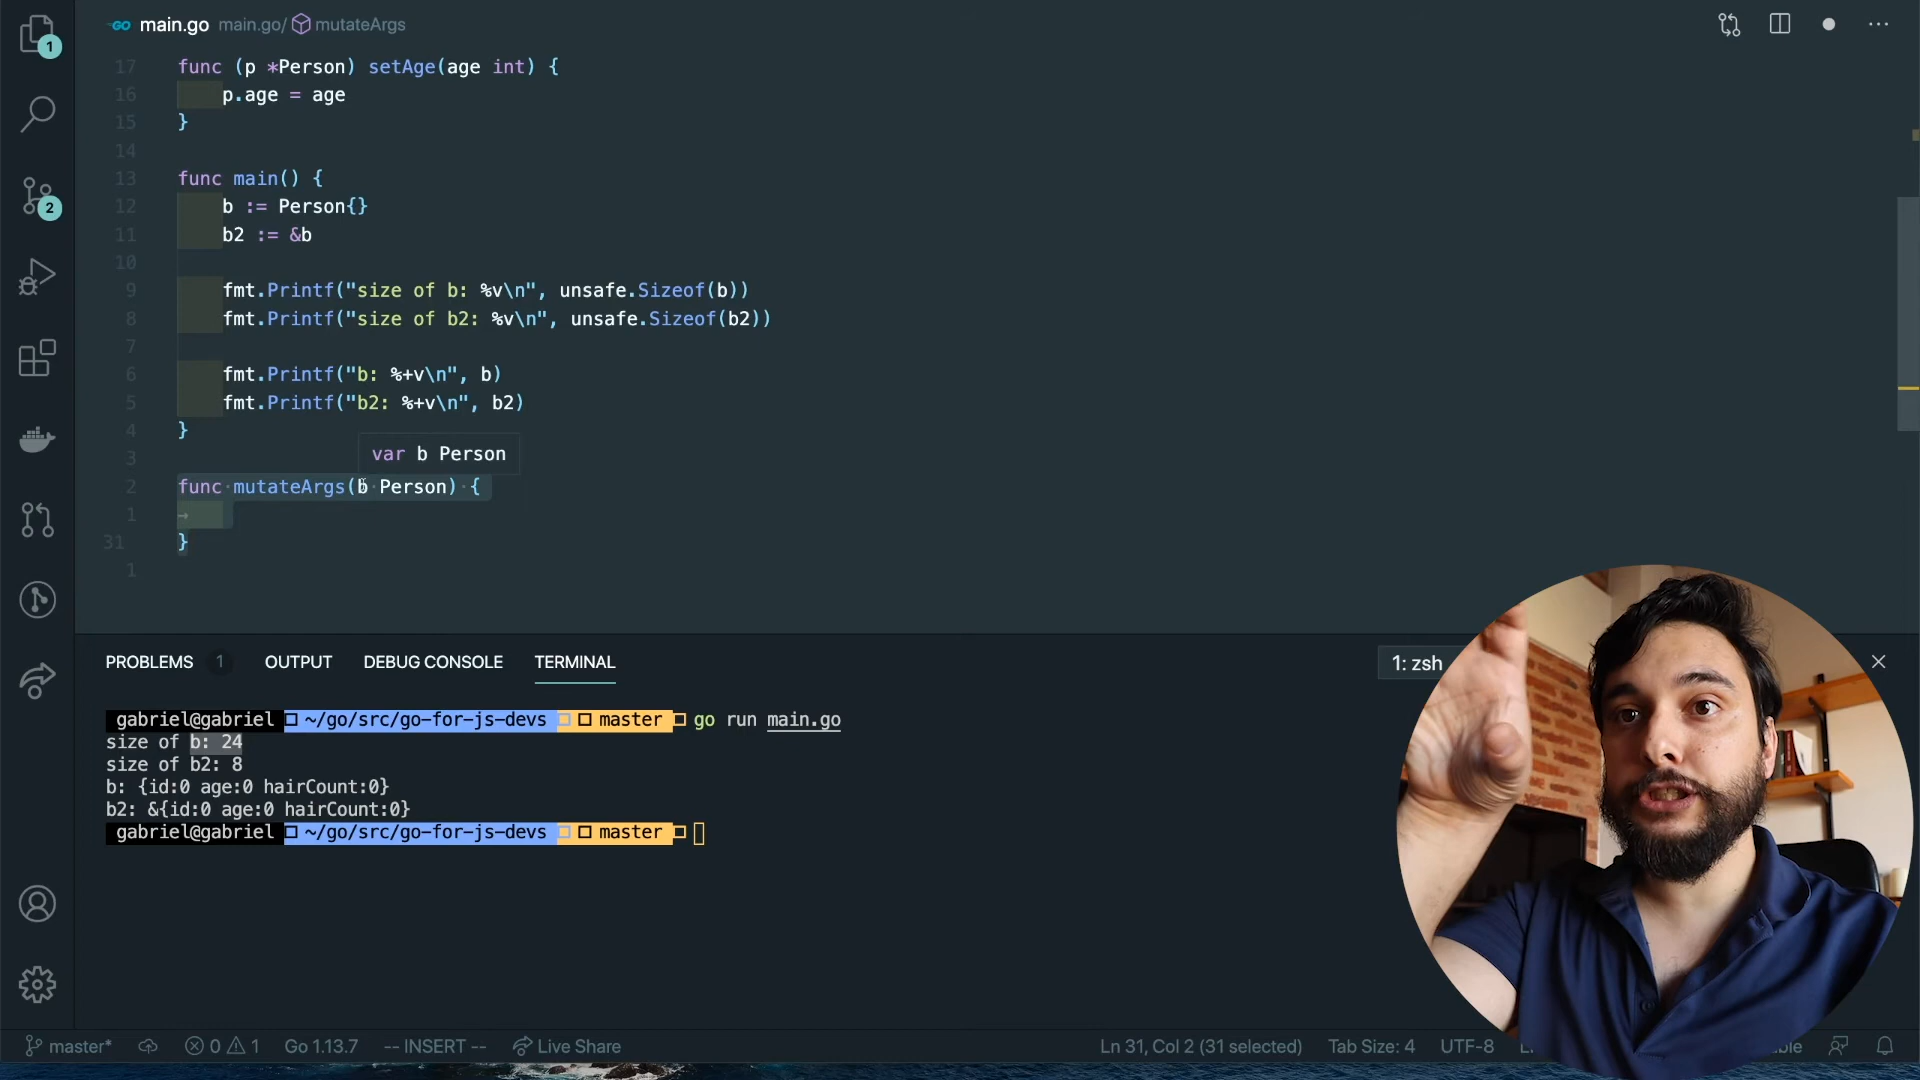 GO main.go main.go/ mutateArgs
17 func (p *Person) setAge(age int) {
16 p.age = age
15 }
14
13 func main() {
12 b := Person{}
11 b2 := &b
10
9 fmt.Printf("size of b: %v\n", unsafe.Sizeof(b))
8 fmt.Printf("size of b2: %v\n", unsafe.Sizeof(b2))
7
6 fmt.Printf("b: %+v\n", b)
5 fmt.Printf("b2: %+v\n", b2)
4 }
3
var b Person
2 func·mutateArgs(b·Person)·{
1 →
31 }
1
1
2
PROBLEMS 1 OUTPUT DEBUG CONSOLE TERMINAL 1: zsh
gabriel@gabriel ~/go/src/go-for-js-devs master go run main.go
size of b: 24
size of b2: 8
b: {id:0 age:0 hairCount:0}
b2: &{id:0 age:0 hairCount:0}
gabriel@gabriel ~/go/src/go-for-js-devs master
master* 0 1 Go 1.13.7 -- INSERT -- Live Share Ln 31, Col 2 (31 selected) Tab Size: 4 UTF-8